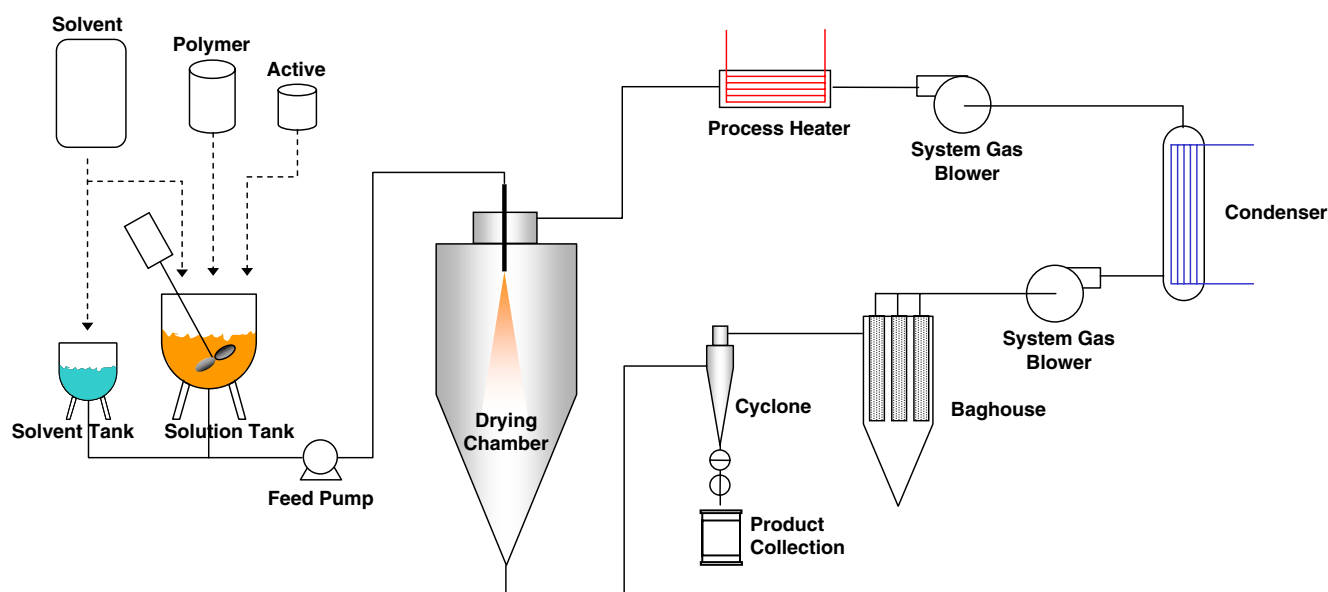 Solvent
Polymer
Active
Solvent Tank
Solution Tank
Feed Pump
Drying
Chamber
Process Heater
System Gas
Blower
Condenser
System Gas
Blower
Cyclone
Baghouse
Product
Collection